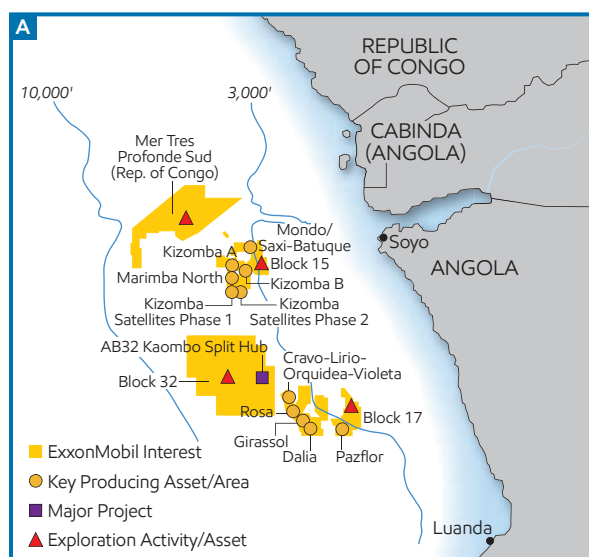 A
REPUBLIC
OF CONGO
10,000'
3,000'
CABINDA
(ANGOLA)
Mer Tres
Profonde Sud
(Rep. of Congo)
Mondo/
Saxi-Batuque
Soyo
Kizomba A
Block 15
ANGOLA
Marimba North
Kizomba B
Kizomba
Satellites Phase 1
Kizomba
Satellites Phase 2
AB32 Kaombo Split Hub
Cravo-Lirio-
Orquidea-Violeta
Block 32
Rosa
Block 17
Girassol
Dalia
Pazflor
ExxonMobil Interest
Key Producing Asset/Area
Major Project
Exploration Activity/Asset
Luanda